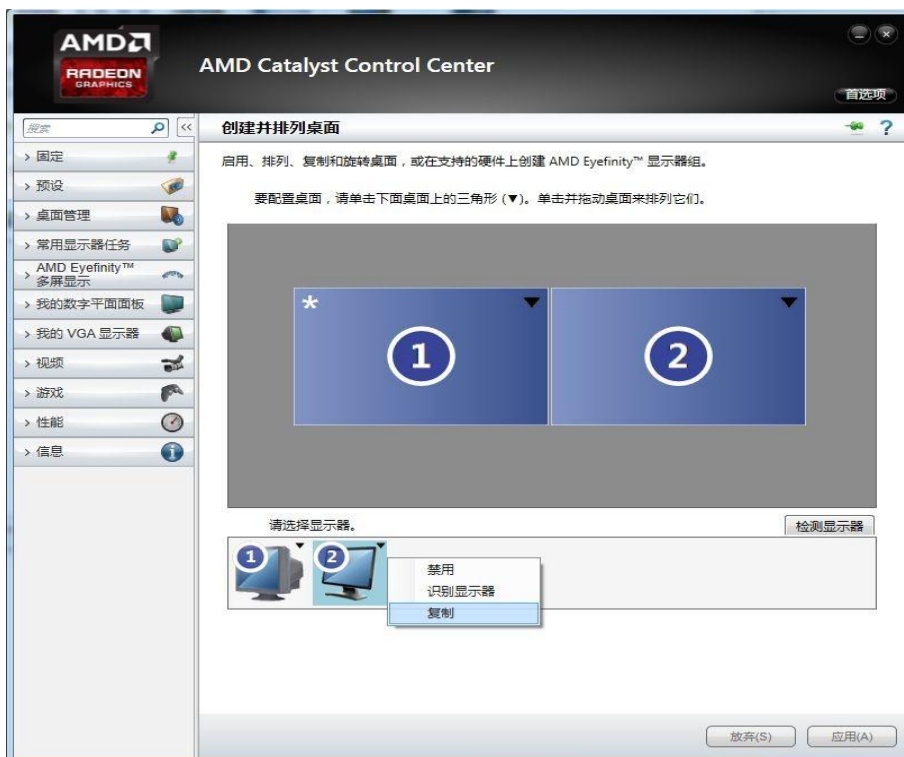 AMD
RADEON
GRAPHICS
AMD Catalyst Control Center
首选项
搜索
<<
创建并排列桌面
?
启用、排列、复制和旋转桌面，或在支持的硬件上创建 AMD Eyefinity™ 显示器组。
要配置桌面，请单击下面桌面上的三角形 (▼)。单击并拖动桌面来排列它们。
› 固定
› 预设
› 桌面管理
› 常用显示器任务
› AMD Eyefinity™
多屏显示
› 我的数字平面面板
› 我的 VGA 显示器
› 视频
› 游戏
› 性能
› 信息
*
1
2
请选择显示器。
检测显示器
1
2
禁用
识别显示器
复制
放弃(S)
应用(A)